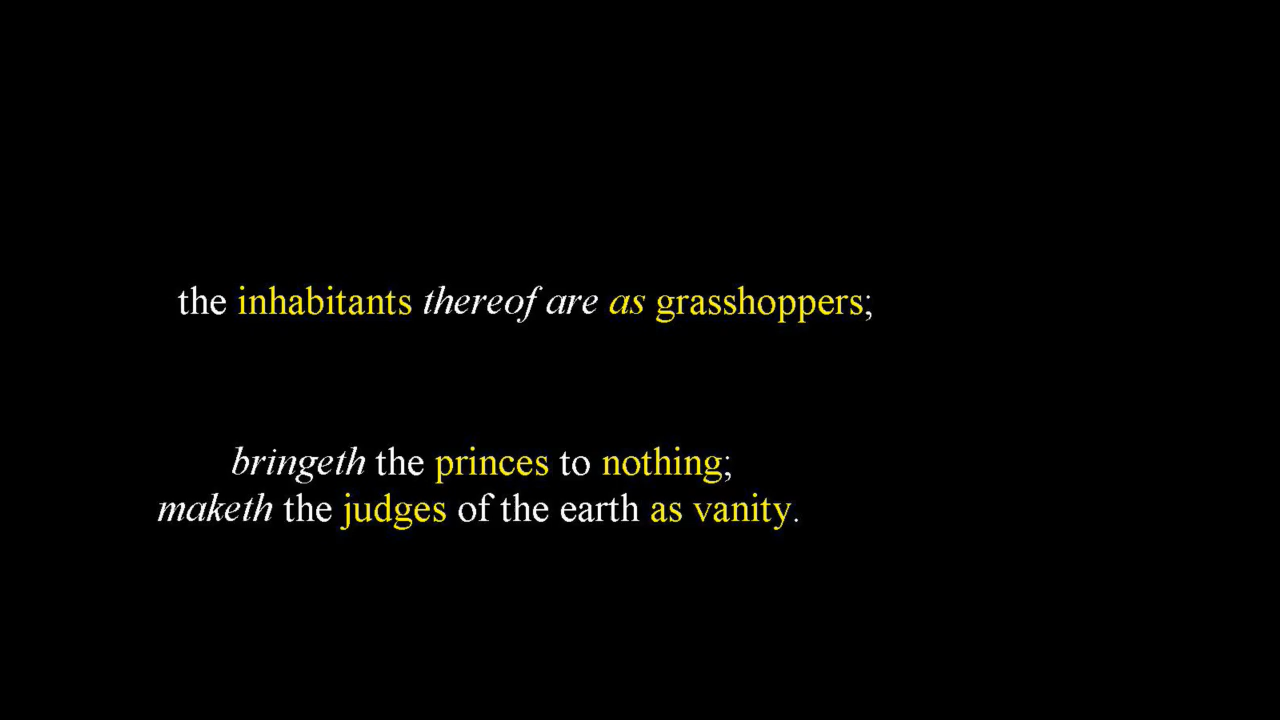 the inhabitants thereof are as grasshoppers;
bringeth the princes to nothing;
maketh the judges of the earth as vanity.